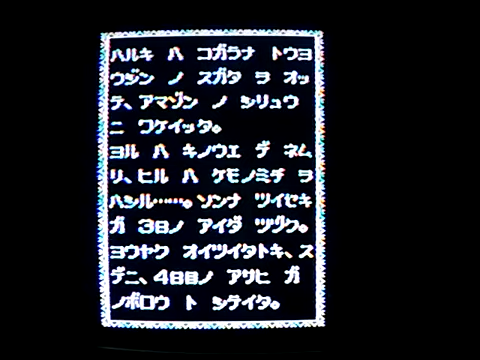 ハルキ ハ コガラナ トウヨ
ウジン ノ スガタ ヲ オッ
テ、アマゾン ノ シリュウ
ニ ワケイッタ。
ヨル ハ キノウエ デ ネム
リ、ヒル ハ ケモノミチ ヲ
ハシル……。ソンナ ツイセキ
ガ 3日ノ アイダ ツヅク。
ヨウヤク オイツイタトキ、ス
デニ、4日目ノ アサヒ ガ
ノボロウ ト シテイタ。